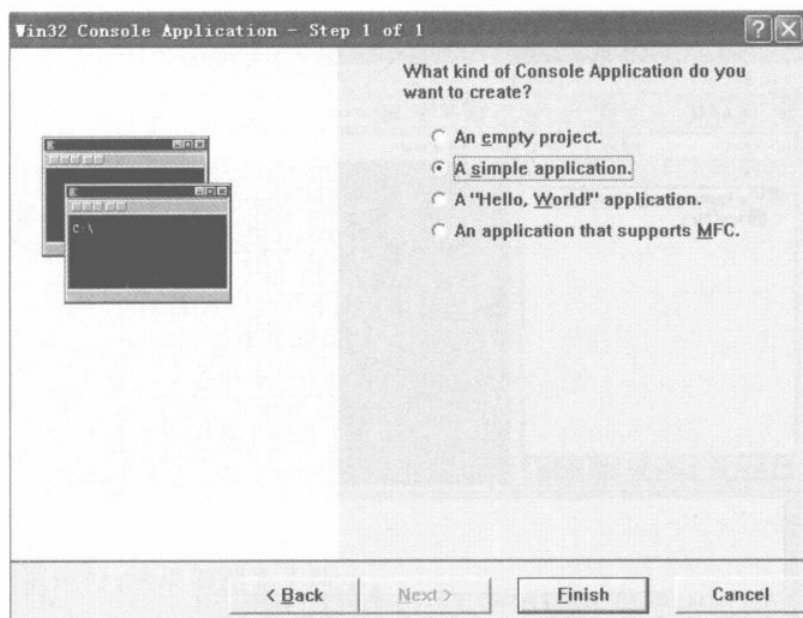 Win32 Console Application - Step 1 of 1
What kind of Console Application do you
want to create?
An empty project.
A simple application.
A "Hello, World!" application.
An application that supports MFC.
C:\
< Back
Next >
Finish
Cancel